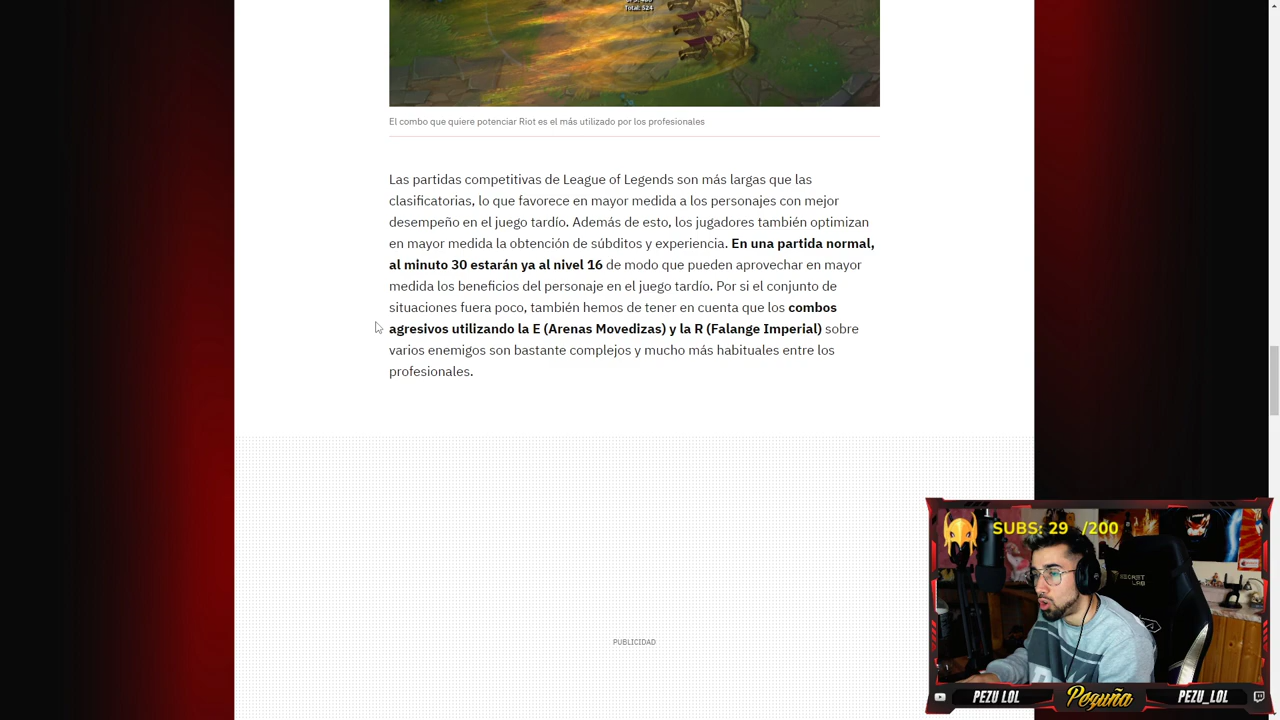 Total: 524
El combo que quiere potenciar Riot es el más utilizado por los profesionales
Las partidas competitivas de League of Legends son más largas que las
clasificatorias, lo que favorece en mayor medida a los personajes con mejor
desempeño en el juego tardío. Además de esto, los jugadores también optimizan
en mayor medida la obtención de súbditos y experiencia. En una partida normal,
al minuto 30 estarán ya al nivel 16 de modo que pueden aprovechar en mayor
medida los beneficios del personaje en el juego tardío. Por si el conjunto de
situaciones fuera poco, también hemos de tener en cuenta que los combos
agresivos utilizando la E (Arenas Movedizas) y la R (Falange Imperial) sobre
varios enemigos son bastante complejos y mucho más habituales entre los
profesionales.
PUBLICIDAD
SUBS: 29 /200
PEZU LOL
Pezuña
PEZU_LOL